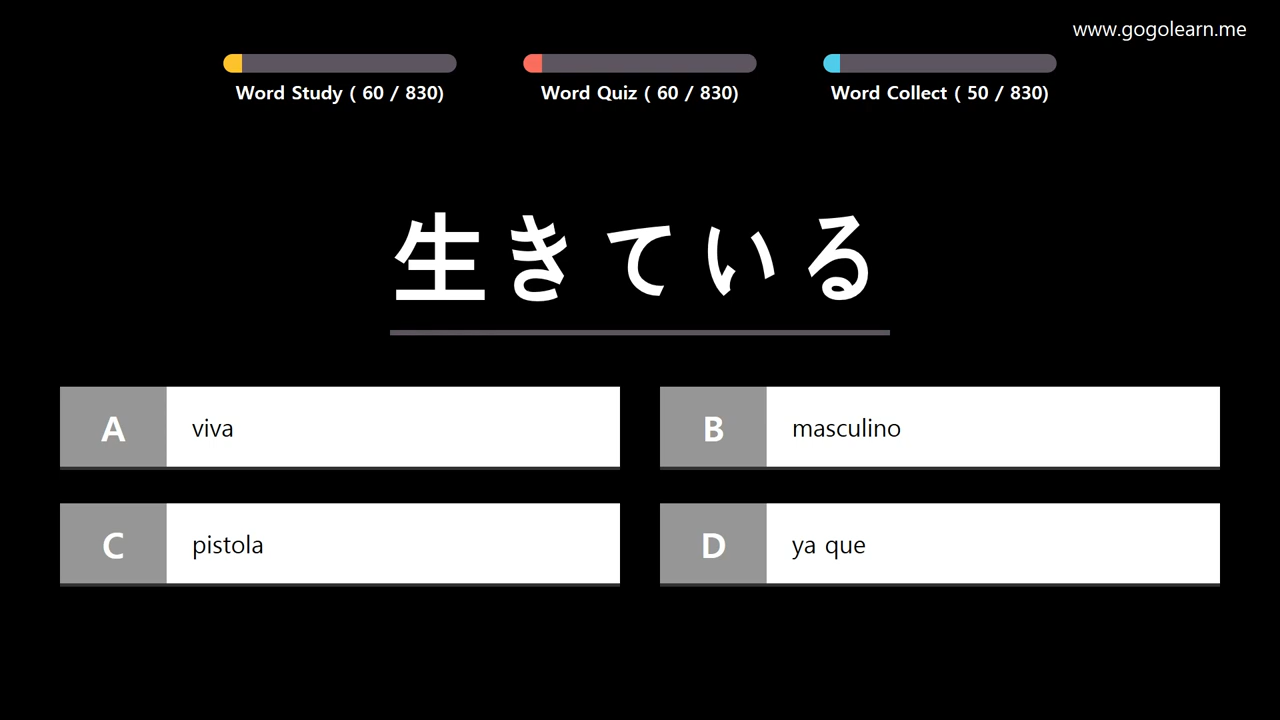 www.gogolearn.me
Word Study ( 60 / 830)
Word Quiz ( 60 / 830)
Word Collect ( 50 / 830)
生きている
A viva
B masculino
C pistola
D ya que